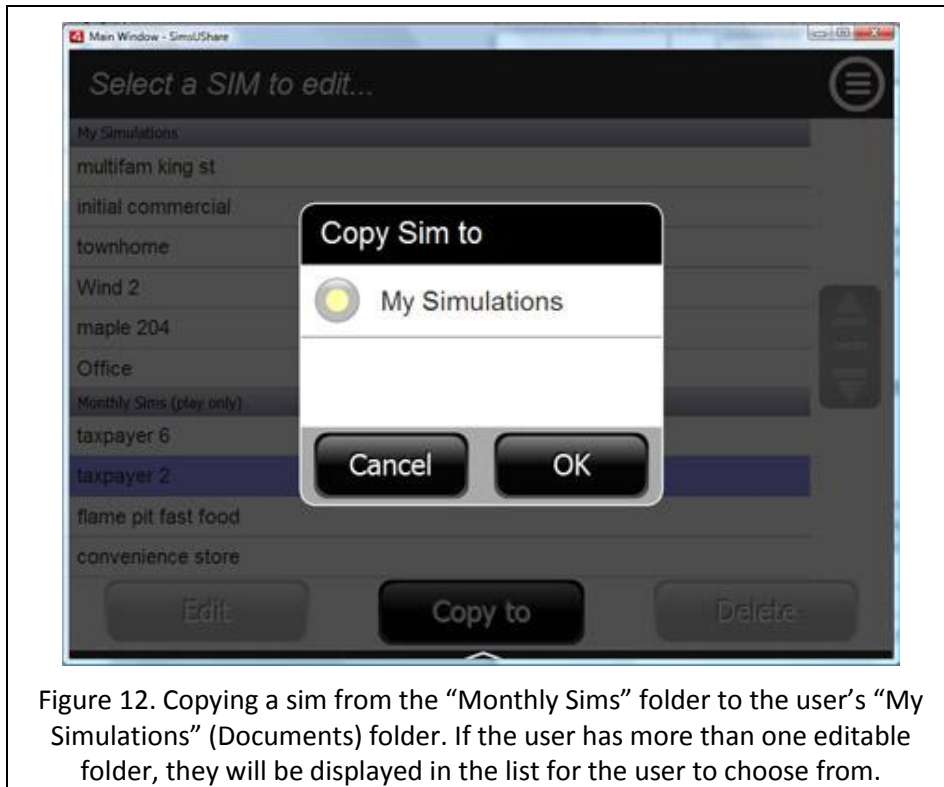 Main Window - SimsUShare
Select a SIM to edit...
My Simulations
multifam king st
initial commercial
townhome
Wind 2
maple 204
Office
Monthly Sims (play only)
taxpayer 6
taxpayer 2
flame pit fast food
convenience store
Copy Sim to
My Simulations
Cancel
OK
Edit
Copy to
Delete
Figure 12. Copying a sim from the “Monthly Sims” folder to the user’s “My
Simulations” (Documents) folder. If the user has more than one editable
folder, they will be displayed in the list for the user to choose from.